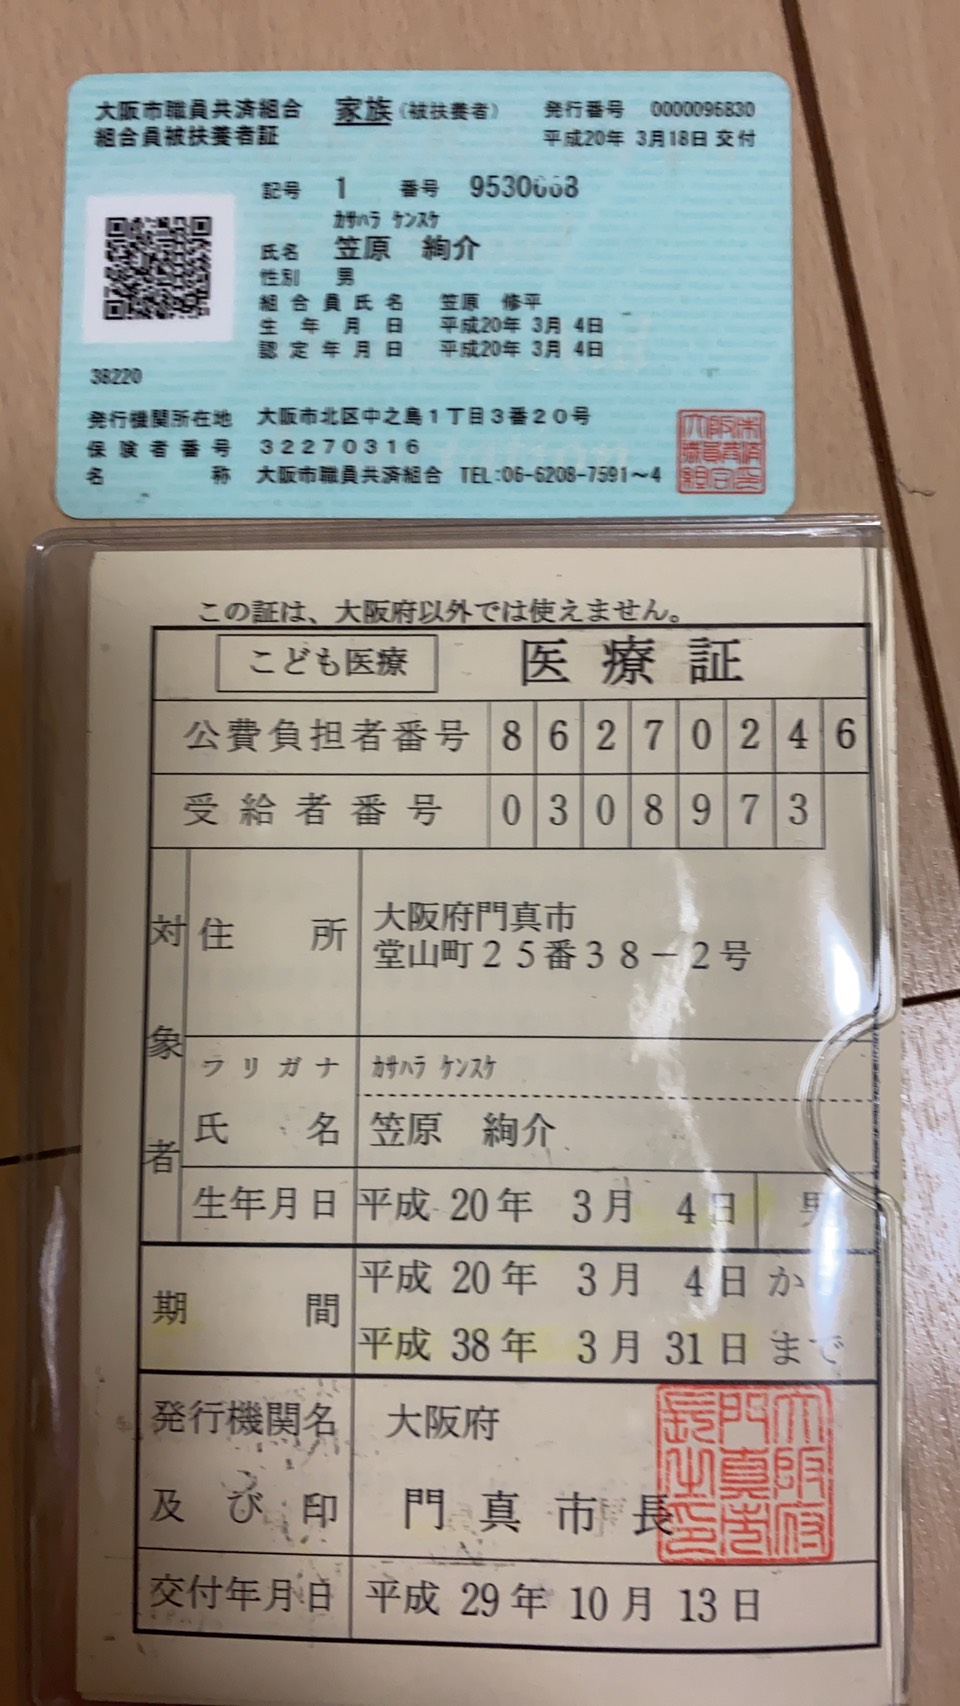 大阪市職員共済組合 家族(被扶養者) 発行番号 0000096830
組合員被扶養者証 平成20年 3月18日 交付
記号 1 番号
カサハラ ケンスケ
氏名 笠原 絢介
性別 男
組合員氏名 笠原 修平
生年月日 平成20年 3月 4日
認定年月日 平成20年 3月 4日
38220
発行機関所在地 大阪市北区中之島1丁目3番20号
保険者番号 32270316
名称 大阪市職員共済組合 TEL:06-6208-7591~4
この証は、大阪府以外では使えません。
こども医療 医療証
公費負担者番号 86270246
受給者番号 0308973
対象者
住所 大阪府門真市
堂山町25番38-2号
フリガナ カサハラ ケンスケ
氏名 笠原 絢介
生年月日 平成 20年 3月 4日 男
期間 平成 20年 3月 4日 か
平成 38年 3月 31日 まで
発行機関名 大阪府
及び印 門真市長
大阪府門真市長之印
交付年月日 平成 29年 10月 13日